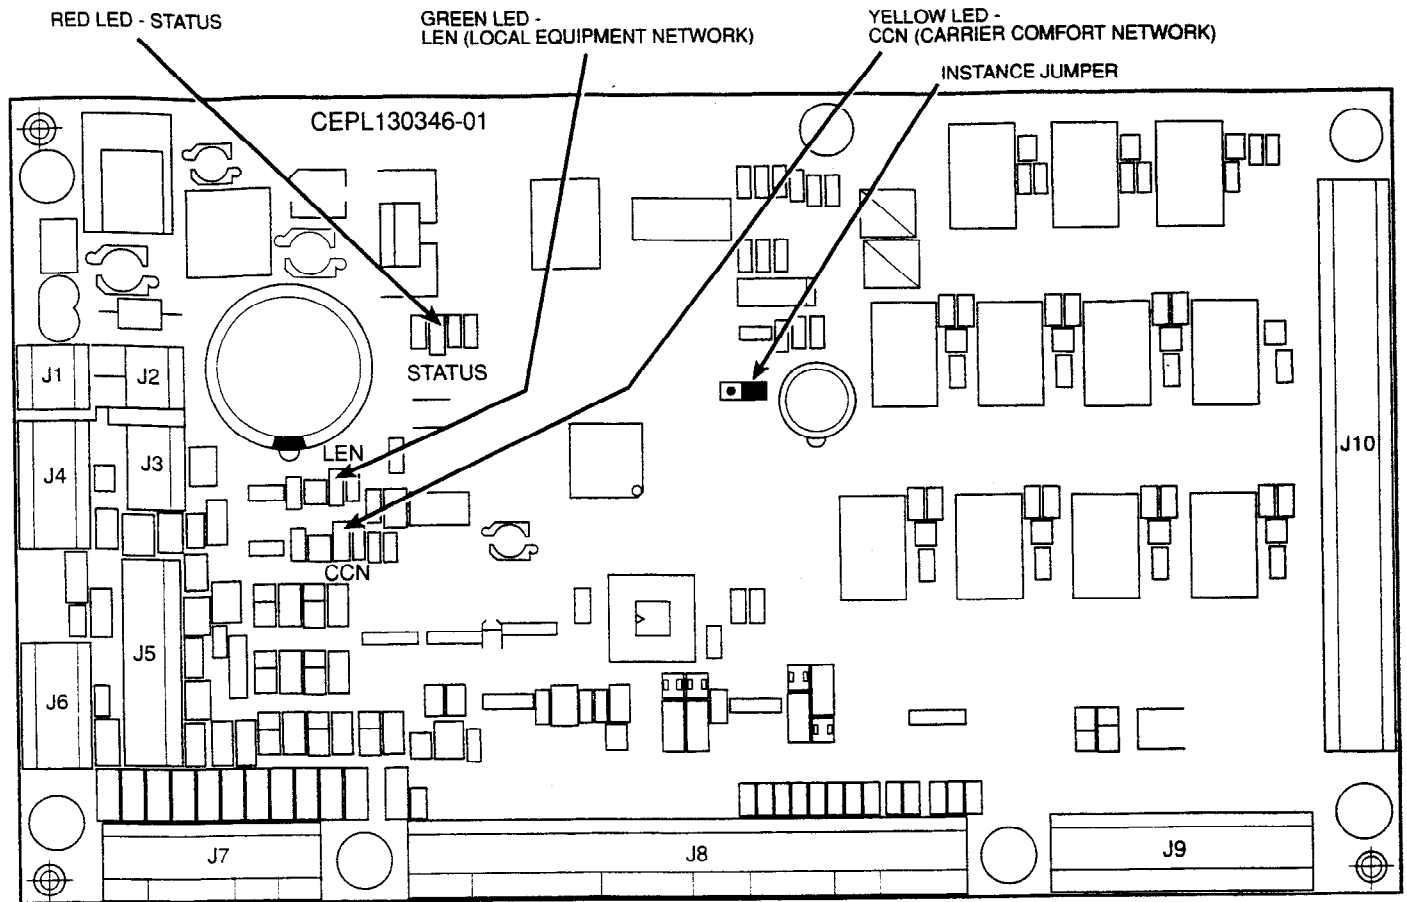 RED LED - STATUS
GREEN LED -
LEN (LOCAL EQUIPMENT NETWORK)
YELLOW LED -
CCN (CARRIER COMFORT NETWORK)
INSTANCE JUMPER
CEPL130346-01
STATUS
J1
J2
LEN
J4
J3
J10
CCN
J5
J6
J7
J8
J9